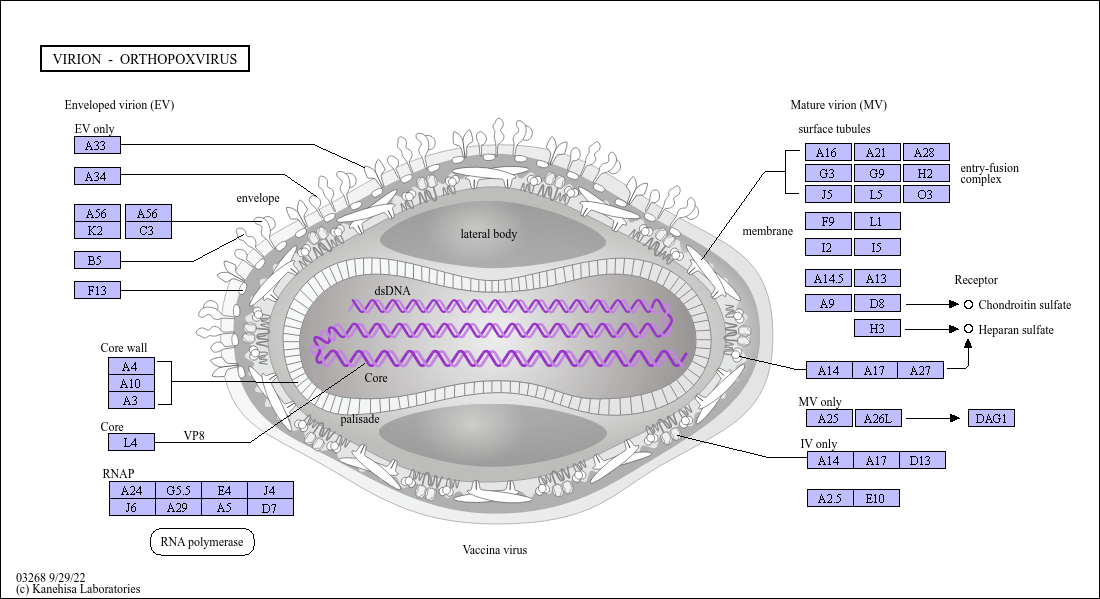 VIRION - ORTHOPOXVIRUS
Enveloped virion (EV)
EV only
A33
A34
envelope
A56 A56
K2 C3
B5
F13
Core wall
A4
A10
A3
Core
L4
VP8
RNAP
A24 G5.5 E4 J4
J6 A29 A5 D7
RNA polymerase
03268 9/29/22
(c) Kanehisa Laboratories
lateral body
dsDNA
Core
palisade
Vaccina virus
Mature virion (MV)
surface tubules
A16 A21 A28
G3 G9 H2
J5 L5 O3
entry-fusion
complex
membrane
F9 L1
I2 I5
A14.5 A13
A9 D8
H3
Receptor
Chondroitin sulfate
Heparan sulfate
A14 A17 A27
MV only
A25 A26L
DAG1
IV only
A14 A17 D13
A2.5 E10